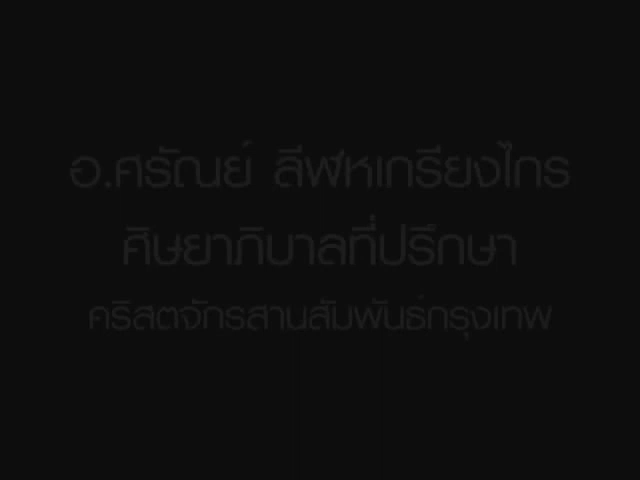 อ.ศรัณย์ ลีฬหเกรียงไกร
ศิษยาภิบาลที่ปรึกษา
คริสตจักรสานสัมพันธ์กรุงเทพ